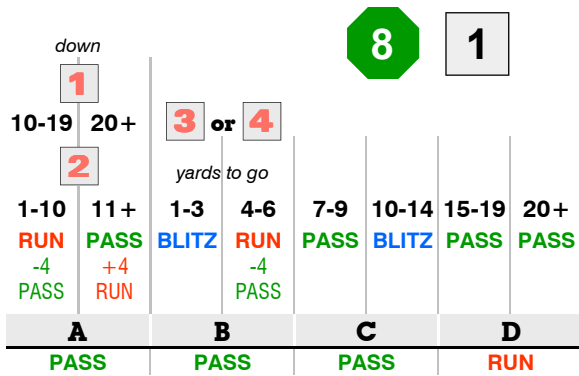 8 1
down
1
10-19 20+ 3 or 4
2 yards to go
1-10 11+ 1-3 4-6 7-9 10-14 15-19 20+
RUN PASS BLITZ RUN PASS BLITZ PASS PASS
-4 +4 -4
PASS RUN PASS
A B C D
PASS PASS PASS RUN